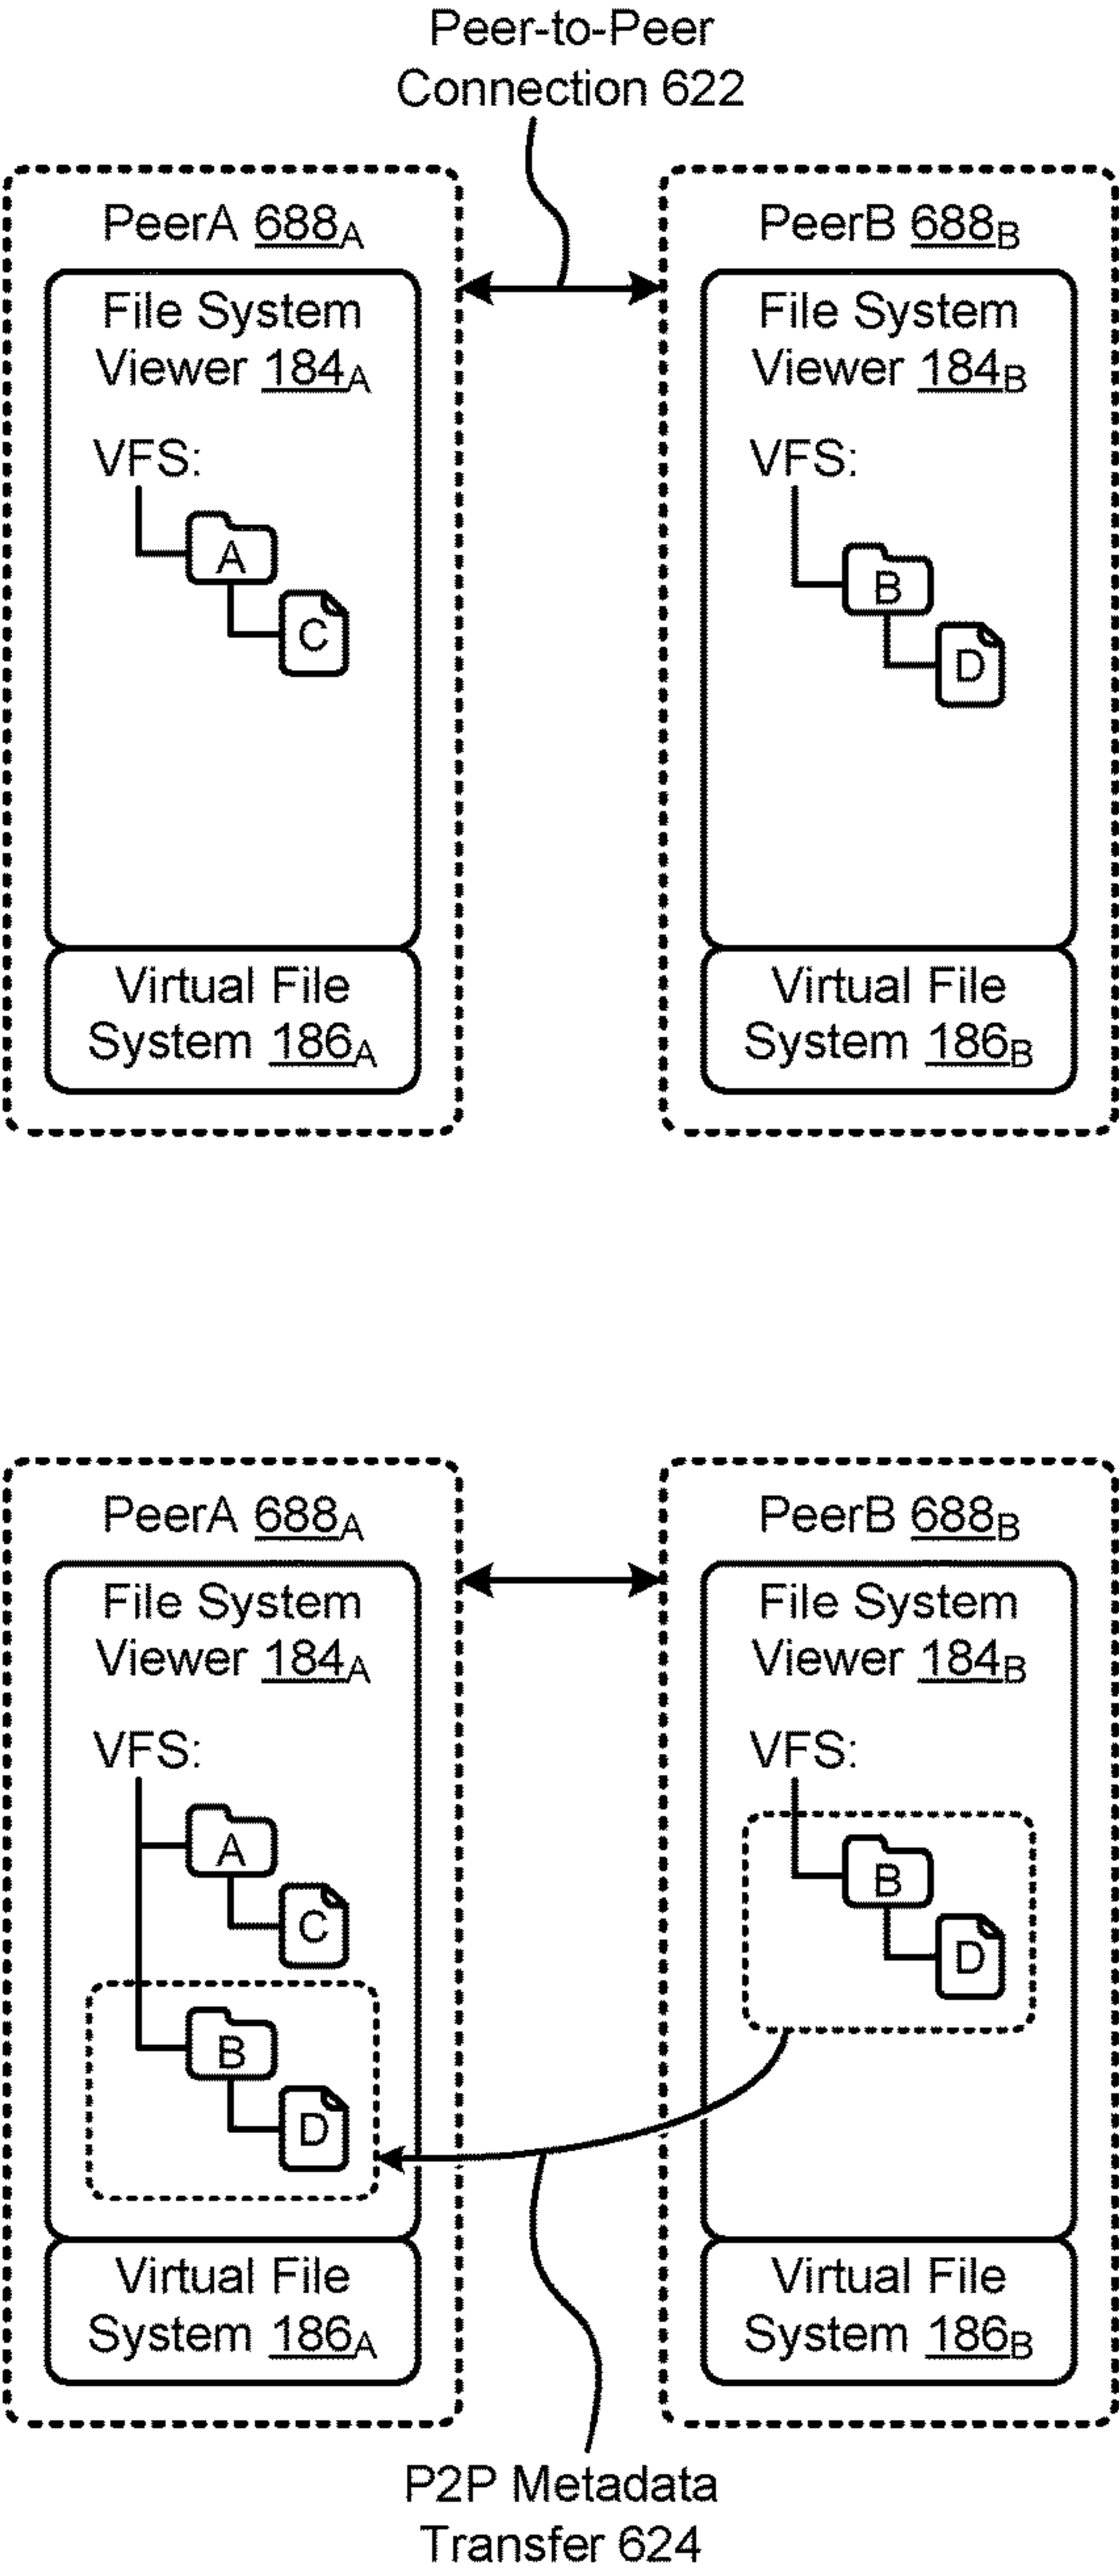 Peer-to-Peer
Connection 622
PeerA 688A
File System
Viewer 184A
VFS:
A
C
Virtual File
System 186A
PeerB 688B
File System
Viewer 184B
VFS:
B
D
Virtual File
System 186B
PeerA 688A
File System
Viewer 184A
VFS:
A
C
B
D
Virtual File
System 186A
PeerB 688B
File System
Viewer 184B
VFS:
B
D
Virtual File
System 186B
P2P Metadata
Transfer 624